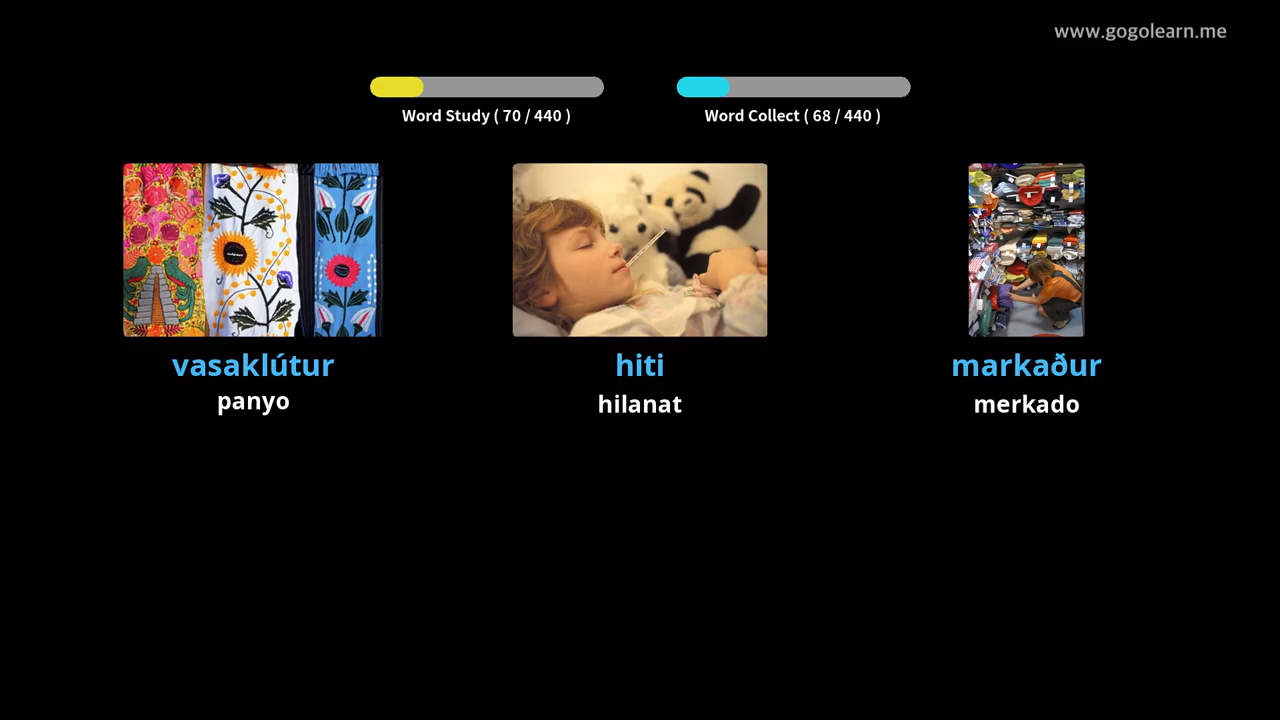 www.gogolearn.me
Word Study ( 70 / 440 )
Word Collect ( 68 / 440 )
vasaklútur
panyo
hiti
hilanat
markaður
merkado